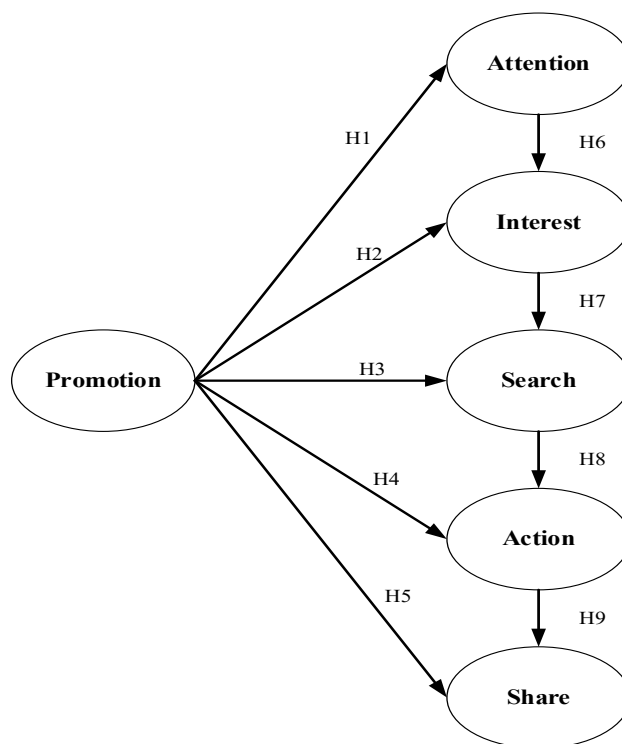 Attention
H1
H6
Interest
H2
H7
Promotion
H3
Search
H4
H8
Action
H5
H9
Share